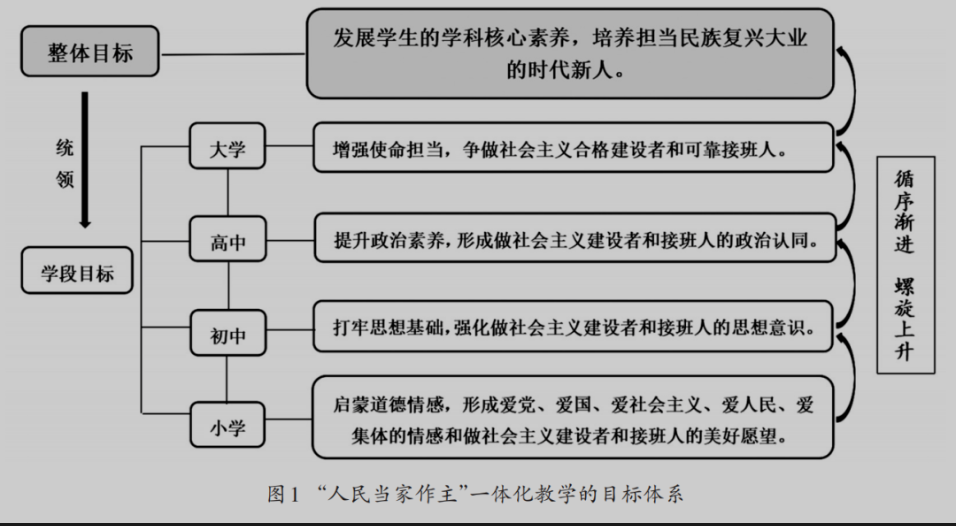 整体目标
发展学生的学科核心素养，培养担当民族复兴大业
的时代新人。
统
领
大学
增强使命担当，争做社会主义合格建设者和可靠接班人。
高中
提升政治素养，形成做社会主义建设者和接班人的政治认同。
学段目标
初中
打牢思想基础，强化做社会主义建设者和接班人的思想意识。
小学
启蒙道德情感，形成爱党、爱国、爱社会主义、爱人民、爱
集体的情感和做社会主义建设者和接班人的美好愿望。
循序渐进 螺旋上升
图1 “人民当家作主”一体化教学的目标体系